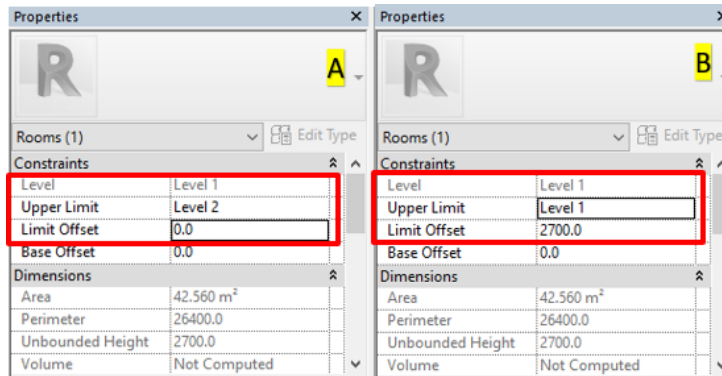 Properties
A
Rooms (1) Edit Type
Constraints
Level Level 1
Upper Limit Level 2
Limit Offset 0.0
Base Offset 0.0
Dimensions
Area 42.560 m²
Perimeter 26400.0
Unbounded Height 2700.0
Volume Not Computed
Properties
B
Rooms (1) Edit Type
Constraints
Level Level 1
Upper Limit Level 1
Limit Offset 2700.0
Base Offset 0.0
Dimensions
Area 42.560 m²
Perimeter 26400.0
Unbounded Height 2700.0
Volume Not Computed